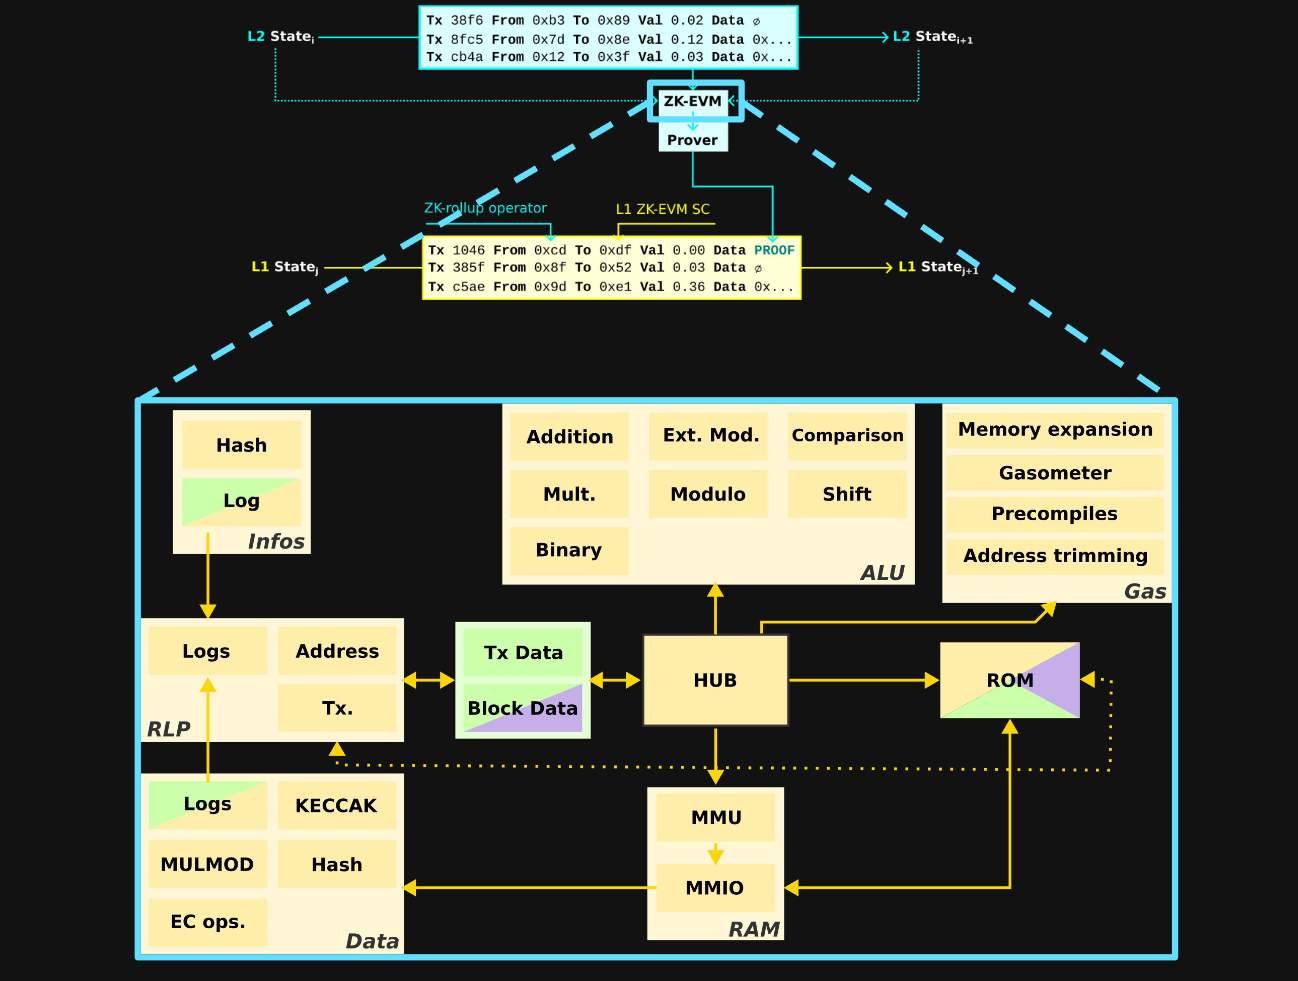 L2 Stateᵢ
Tx 38f6 From 0xb3 To 0x89 Val 0.02 Data ∅
Tx 8fc5 From 0x7d To 0x8e Val 0.12 Data 0x...
Tx cb4a From 0x12 To 0x3f Val 0.03 Data 0x...
L2 Stateᵢ₊₁
ZK-EVM
Prover
ZK-rollup operator
L1 ZK-EVM SC
L1 Stateⱼ
Tx 1046 From 0xcd To 0xdf Val 0.00 Data PROOF
Tx 385f From 0x8f To 0x52 Val 0.03 Data ∅
Tx c5ae From 0x9d To 0xe1 Val 0.36 Data 0x...
L1 Stateⱼ₊₁
Hash
Log
Infos
Addition
Ext. Mod.
Comparison
Mult.
Modulo
Shift
Binary
ALU
Memory expansion
Gasometer
Precompiles
Address trimming
Gas
Logs
Address
Tx.
RLP
Tx Data
Block Data
HUB
ROM
Logs
KECCAK
MULMOD
Hash
EC ops.
Data
MMU
MMIO
RAM